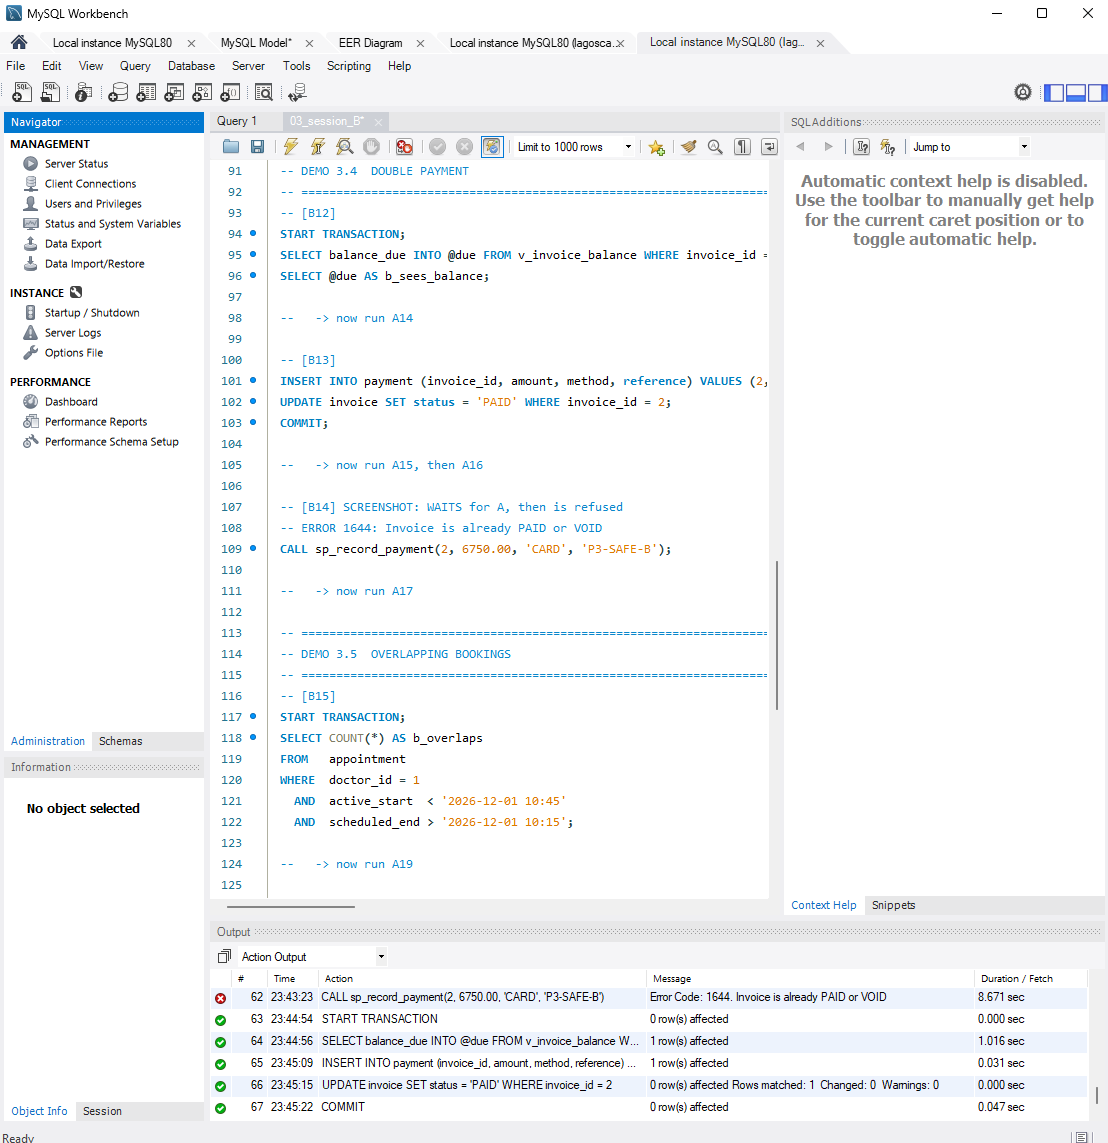 MySQL Workbench
Local instance MySQL80
MySQL Model*
EER Diagram
Local instance MySQL80 (lagosca...
Local instance MySQL80 (lag...
File Edit View Query Database Server Tools Scripting Help
Navigator
MANAGEMENT
Server Status
Client Connections
Users and Privileges
Status and System Variables
Data Export
Data Import/Restore
INSTANCE
Startup / Shutdown
Server Logs
Options File
PERFORMANCE
Dashboard
Performance Reports
Performance Schema Setup
Administration Schemas
Information
No object selected
Object Info Session
Query 1 03_session_B*
Limit to 1000 rows
91 -- DEMO 3.4  DOUBLE PAYMENT
92 -- ===================================================================
93 -- [B12]
94 START TRANSACTION;
95 SELECT balance_due INTO @due FROM v_invoice_balance WHERE invoice_id =
96 SELECT @due AS b_sees_balance;
97
98 --   -> now run A14
99
100 -- [B13]
101 INSERT INTO payment (invoice_id, amount, method, reference) VALUES (2,
102 UPDATE invoice SET status = 'PAID' WHERE invoice_id = 2;
103 COMMIT;
104
105 --   -> now run A15, then A16
106
107 -- [B14] SCREENSHOT: WAITS for A, then is refused
108 -- ERROR 1644: Invoice is already PAID or VOID
109 CALL sp_record_payment(2, 6750.00, 'CARD', 'P3-SAFE-B');
110
111 --   -> now run A17
112
113 -- ===================================================================
114 -- DEMO 3.5  OVERLAPPING BOOKINGS
115 -- ===================================================================
116 -- [B15]
117 START TRANSACTION;
118 SELECT COUNT(*) AS b_overlaps
119 FROM   appointment
120 WHERE  doctor_id = 1
121   AND  active_start  < '2026-12-01 10:45'
122   AND  scheduled_end > '2026-12-01 10:15';
123
124 --   -> now run A19
125
SQLAdditions
Jump to
Automatic context help is disabled.
Use the toolbar to manually get help
for the current caret position or to
toggle automatic help.
Context Help Snippets
Output
Action Output
# Time Action Message Duration / Fetch
62 23:43:23 CALL sp_record_payment(2, 6750.00, 'CARD', 'P3-SAFE-B') Error Code: 1644. Invoice is already PAID or VOID 8.671 sec
63 23:44:54 START TRANSACTION 0 row(s) affected 0.000 sec
64 23:44:56 SELECT balance_due INTO @due FROM v_invoice_balance W... 1 row(s) affected 1.016 sec
65 23:45:09 INSERT INTO payment (invoice_id, amount, method, reference) ... 1 row(s) affected 0.031 sec
66 23:45:15 UPDATE invoice SET status = 'PAID' WHERE invoice_id = 2 0 row(s) affected Rows matched: 1  Changed: 0  Warnings: 0 0.000 sec
67 23:45:22 COMMIT 0 row(s) affected 0.047 sec
Ready